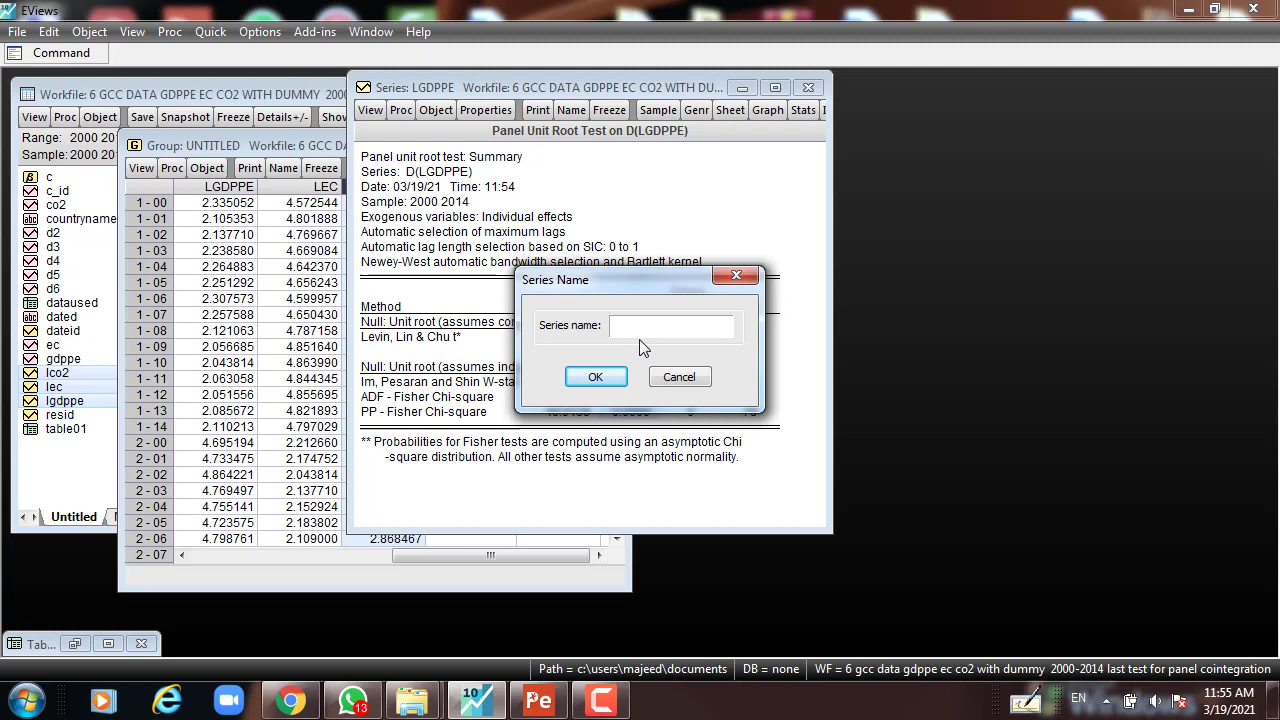 EViews
File Edit Object View Proc Quick Options Add-ins Window Help
Command
Workfile: 6 GCC DATA GDPPE EC CO2 WITH DUMMY 2000
View Proc Object Save Snapshot Freeze Details+/- Show
Range: 2000 20
Sample: 2000 20
c
c_id
co2
countryname
d2
d3
d4
d5
d6
dataused
dateid
ec
gdppe
lco2
lec
lgdppe
resid
table01
Untitled
Group: UNTITLED Workfile: 6 GCC DA
View Proc Object Print Name Freeze
LGDPPE LEC
1 - 00 2.335052 4.572544
1 - 01 2.105353 4.801888
1 - 02 2.137710 4.769667
1 - 03 2.238580 4.669084
1 - 04 2.264883 4.642370
1 - 05 2.251292 4.656243
1 - 06 2.307573 4.599957
1 - 07 2.257588 4.650430
1 - 08 2.121063 4.787158
1 - 09 2.056685 4.851640
1 - 10 2.043814 4.863990
1 - 11 2.063058 4.844345
1 - 12 2.051556 4.855695
1 - 13 2.085672 4.821893
1 - 14 2.110213 4.797029
2 - 00 4.695194 2.212660
2 - 01 4.733475 2.174752
2 - 02 4.864221 2.043814
2 - 03 4.769497 2.137710
2 - 04 4.755141 2.152924
2 - 05 4.723575 2.183802
2 - 06 4.798761 2.109000 2.868467
2 - 07
Series: LGDPPE Workfile: 6 GCC DATA GDPPE EC CO2 WITH DU...
View Proc Object Properties Print Name Freeze Sample Genr Sheet Graph Stats
Panel Unit Root Test on D(LGDPPE)
Panel unit root test: Summary
Series: D(LGDPPE)
Date: 03/19/21 Time: 11:54
Sample: 2000 2014
Exogenous variables: Individual effects
Automatic selection of maximum lags
Automatic lag length selection based on SIC: 0 to 1
Newey-West automatic bandwidth selection and Bartlett kernel
Method
Null: Unit root (assumes co
Levin, Lin & Chu t*
Null: Unit root (assumes ind
Im, Pesaran and Shin W-sta
ADF - Fisher Chi-square
PP - Fisher Chi-square
** Probabilities for Fisher tests are computed using an asymptotic Chi
-square distribution. All other tests assume asymptotic normality.
Series Name
Series name:
OK Cancel
Tab...
Path = c:\users\majeed\documents DB = none WF = 6 gcc data gdppe ec co2 with dummy 2000-2014 last test for panel cointegration
13
10
Pe
EN
11:55 AM
3/19/2021